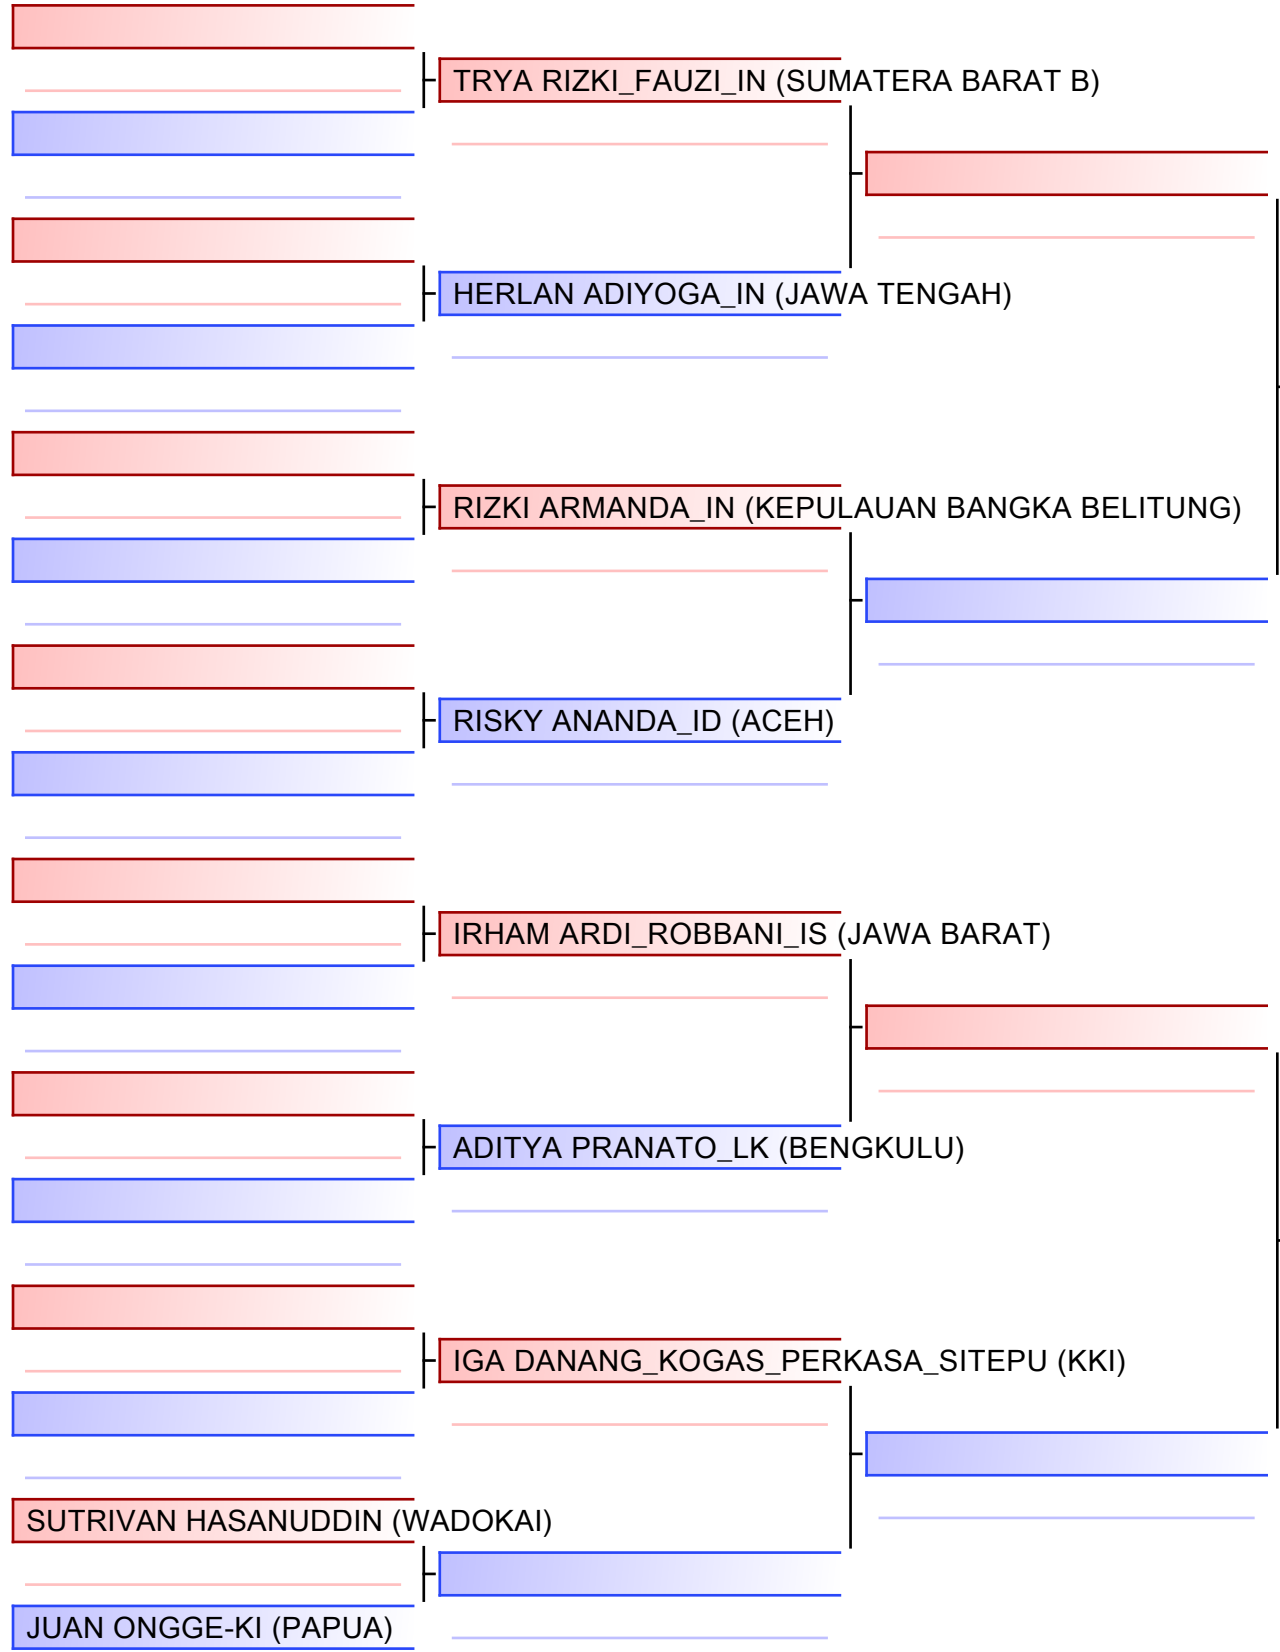 TRYA RIZKI_FAUZI_IN (SUMATERA BARAT B)
HERLAN ADIYOGA_IN (JAWA TENGAH)
RIZKI ARMANDA_IN (KEPULAUAN BANGKA BELITUNG)
RISKY ANANDA_ID (ACEH)
IRHAM ARDI_ROBBANI_IS (JAWA BARAT)
ADITYA PRANATO_LK (BENGKULU)
IGA DANANG_KOGAS_PERKASA_SITEPU (KKI)
SUTRIVAN HASANUDDIN (WADOKAI)
JUAN ONGGE-KI (PAPUA)